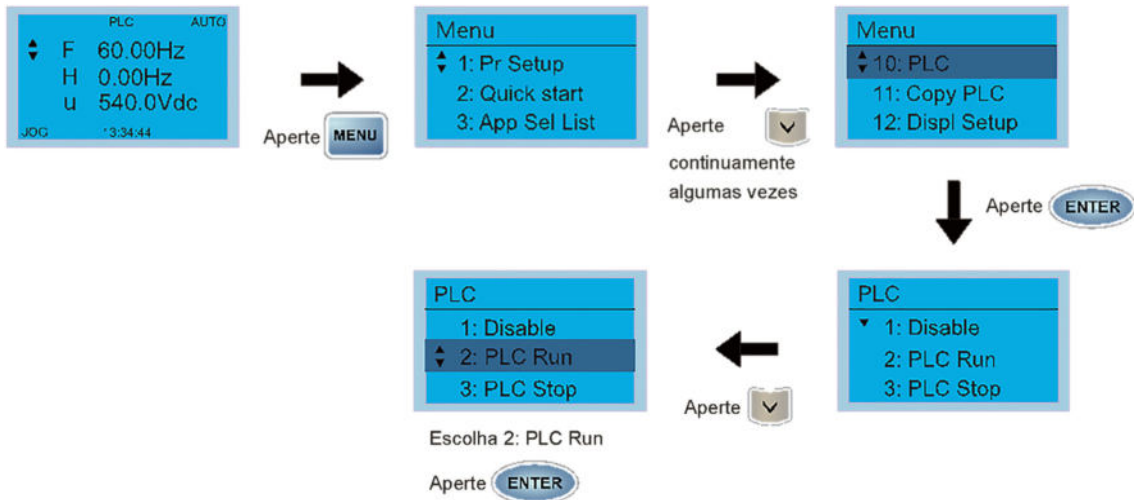 PLC AUTO
F 60.00Hz
H 0.00Hz
u 540.0Vdc
JOG 13:34:44
Aperte MENU
Menu
1: Pr Setup
2: Quick start
3: App Sel List
Aperte
continuamente
algumas vezes
Menu
10: PLC
11: Copy PLC
12: Displ Setup
Aperte ENTER
PLC
1: Disable
2: PLC Run
3: PLC Stop
Aperte
PLC
1: Disable
2: PLC Run
3: PLC Stop
Escolha 2: PLC Run
Aperte ENTER